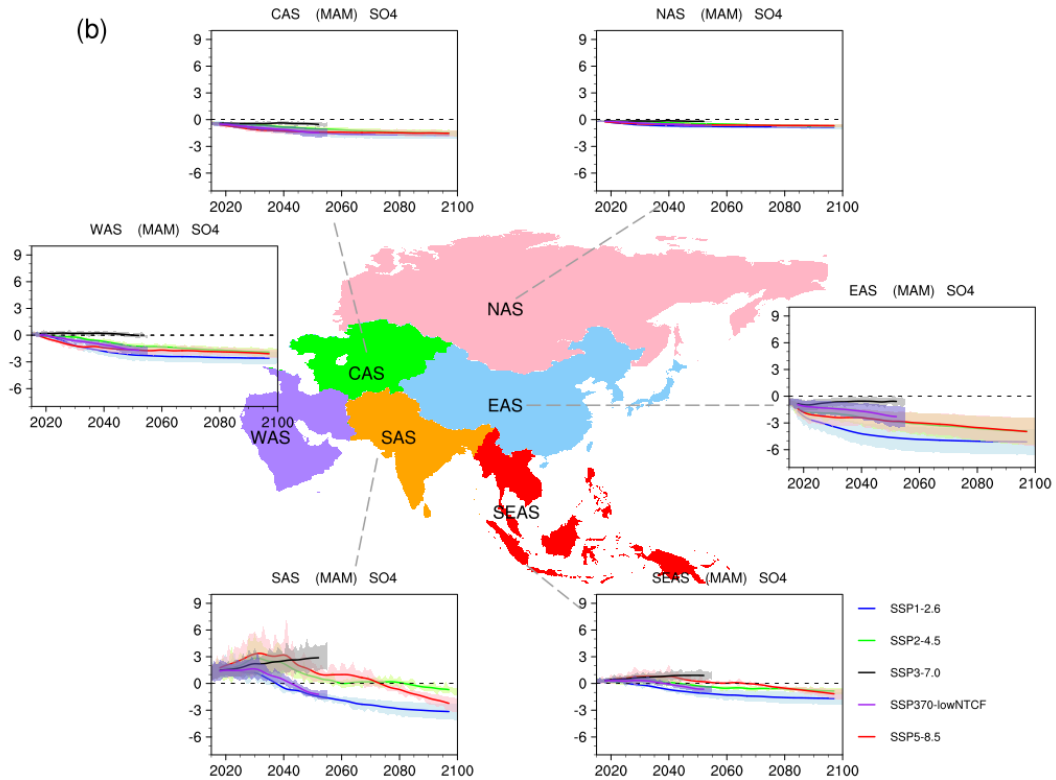 (b)
CAS (MAM) SO4
9
6
3
0
-3
-6
2020 2040 2060 2080 2100
NAS (MAM) SO4
9
6
3
0
-3
-6
2020 2040 2060 2080 2100
WAS (MAM) SO4
9
6
3
0
-3
-6
2020 2040 2060 2080 2100
EAS (MAM) SO4
9
6
3
0
-3
-6
2020 2040 2060 2080 2100
NAS
CAS
EAS
WAS
SAS
SEAS
SAS (MAM) SO4
9
6
3
0
-3
-6
2020 2040 2060 2080 2100
SEAS (MAM) SO4
9
6
3
0
-3
-6
2020 2040 2060 2080 2100
SSP1-2.6
SSP2-4.5
SSP3-7.0
SSP370-lowNTCF
SSP5-8.5